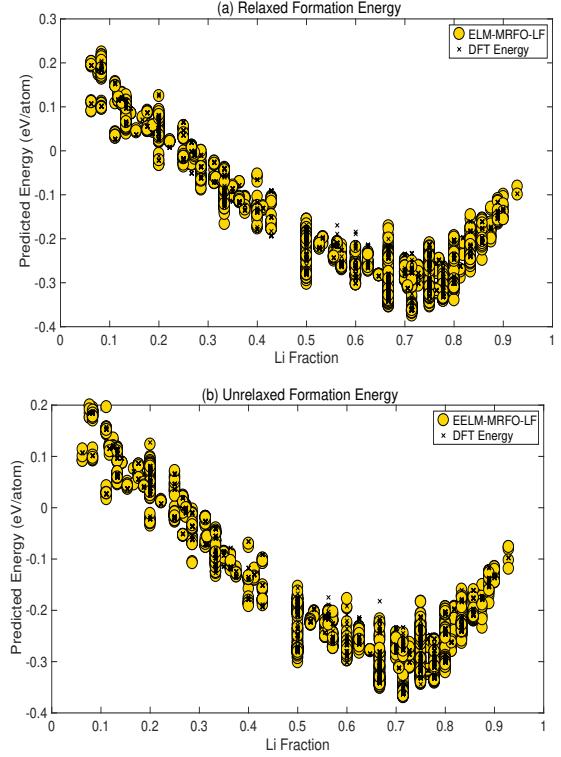 (a) Relaxed Formation Energy
ELM-MRFO-LF
DFT Energy
Predicted Energy (eV/atom)
0.3
0.2
0.1
0
-0.1
-0.2
-0.3
-0.4
0 0.1 0.2 0.3 0.4 0.5 0.6 0.7 0.8 0.9 1
Li Fraction
(b) Unrelaxed Formation Energy
EELM-MRFO-LF
DFT Energy
Predicted Energy (eV/atom)
0.2
0.1
0
-0.1
-0.2
-0.3
-0.4
0 0.1 0.2 0.3 0.4 0.5 0.6 0.7 0.8 0.9 1
Li Fraction